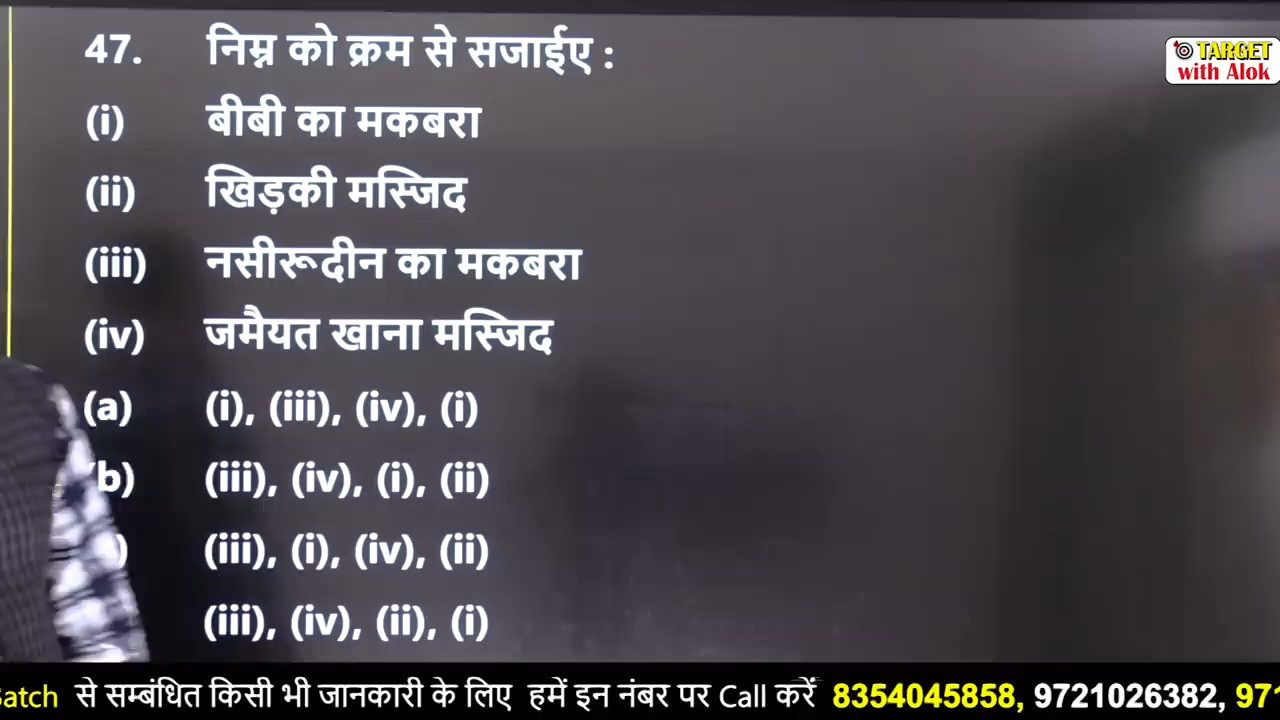 47. निम्न को क्रम से सजाईए :
TARGET
with Alok
(i) बीबी का मकबरा
(ii) खिड़की मस्जिद
(iii) नसीरूदीन का मकबरा
(iv) जमैयत खाना मस्जिद
(a) (i), (iii), (iv), (i)
b) (iii), (iv), (i), (ii)
) (iii), (i), (iv), (ii)
(iii), (iv), (ii), (i)
से सम्बंधित किसी भी जानकारी के लिए हमें इन नंबर पर Call करें 8354045858, 9721026382,